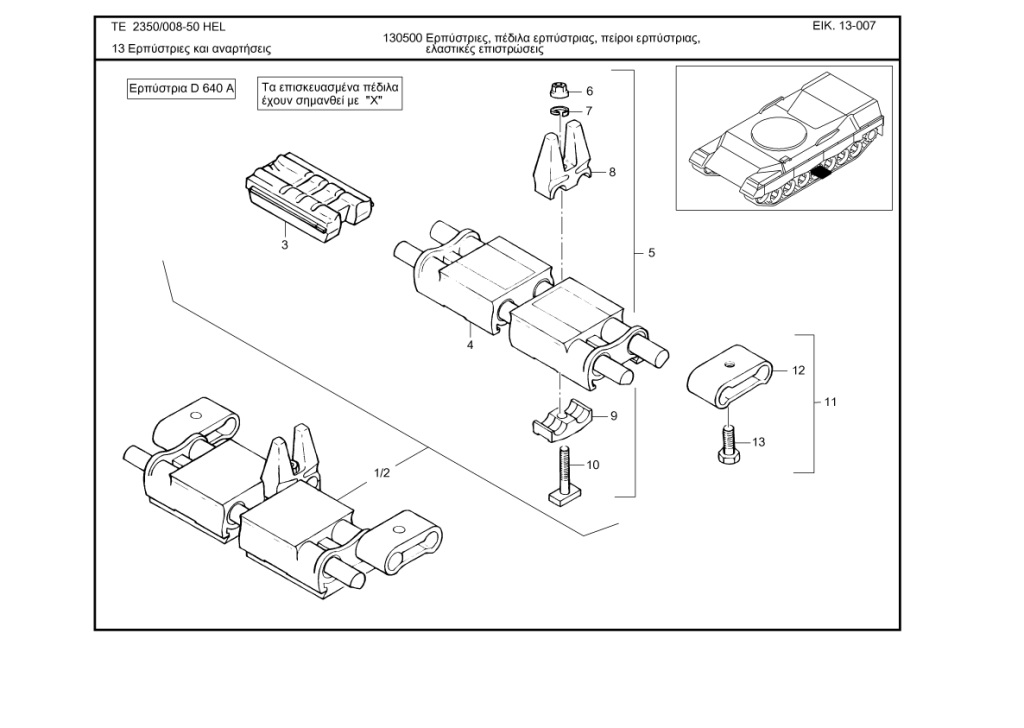 TE 2350/008-50 HEL
ΕΙΚ. 13-007
130500 Ερπύστριες, πέδιλα ερπύστριας, πείροι ερπύστριας,
13 Ερπύστριες και αναρτήσεις
ελαστικές επιστρώσεις
Ερπύστρια D 640 A
Τα επισκευασμένα πέδιλα
έχουν σημανθεί με "X"
6
7
8
3
5
4
12
11
9
13
10
1/2